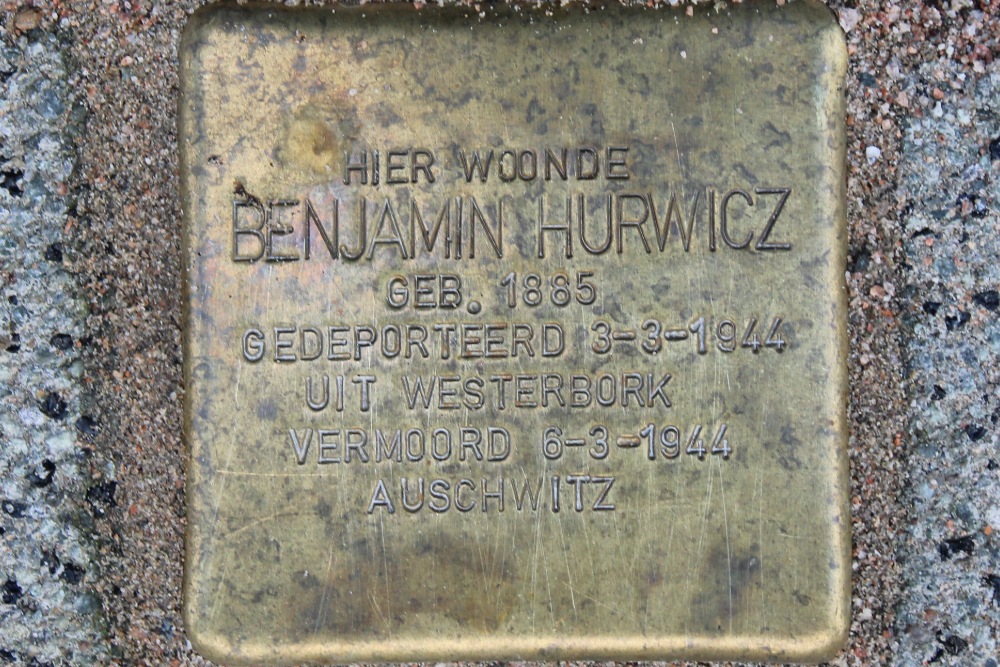 HIER WOONDE
BENJAMIN HURWICZ
GEB. 1885
GEDEPORTEERD 3-3-1944
UIT WESTERBORK
VERMOORD 6-3-1944
AUSCHWITZ